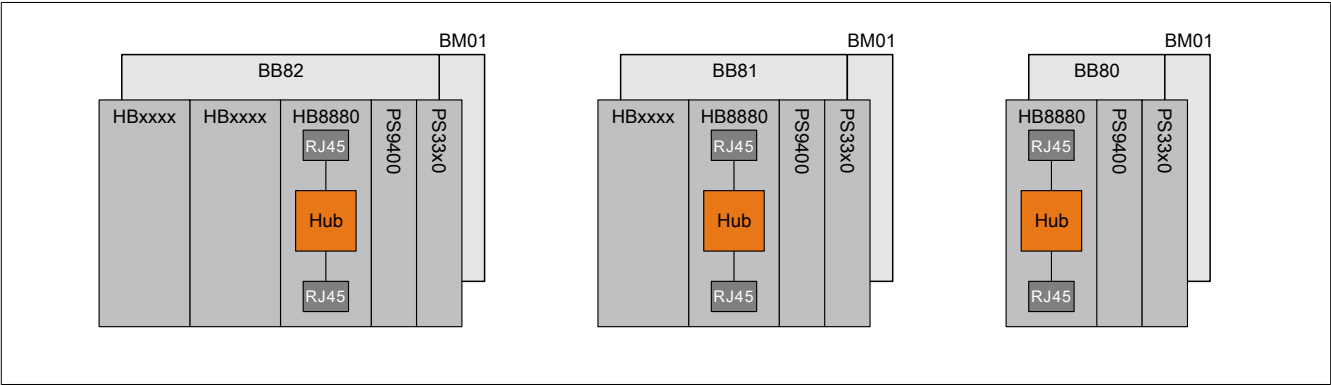 BM01
BB82
HBxxxx HBxxxx HB8880 PS9400 PS33x0
RJ45
Hub
RJ45
BM01
BB81
HBxxxx HB8880 PS9400 PS33x0
RJ45
Hub
RJ45
BM01
BB80
HB8880 PS9400 PS33x0
RJ45
Hub
RJ45